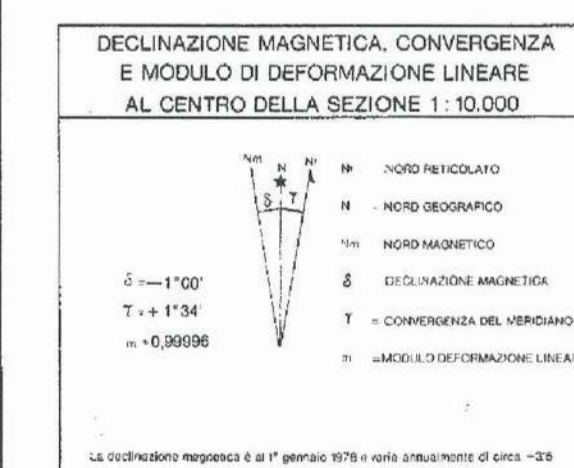 DECLINAZIONE MAGNETICA, CONVERGENZA
E MODULO DI DEFORMAZIONE LINEARE
AL CENTRO DELLA SEZIONE 1:10.000
Nm N Nr
δ γ
Nr NORD RETICOLATO
N - NORD GEOGRAFICO
Nm NORD MAGNETICO
δ DECLINAZIONE MAGNETICA
γ = CONVERGENZA DEL MERIDIANO
m =MODULO DEFORMAZIONE LINEAR
δ =—1°00'
γ = + 1°34'
m =0,99996
La declinazione magnetica è al 1° gennaio 1978 e varia annualmente di circa